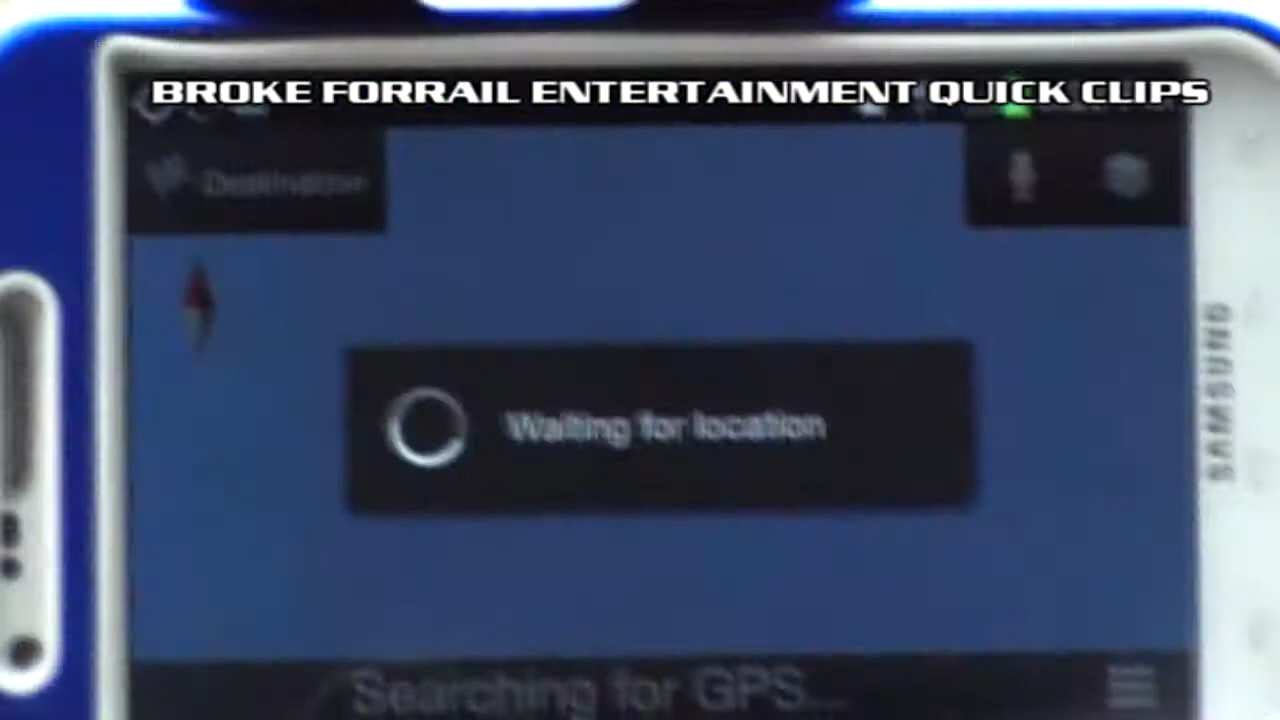 BROKE FORRAIL ENTERTAINMENT QUICK CLIPS
Destination
Waiting for location
SAMSUNG
Searching for GPS...